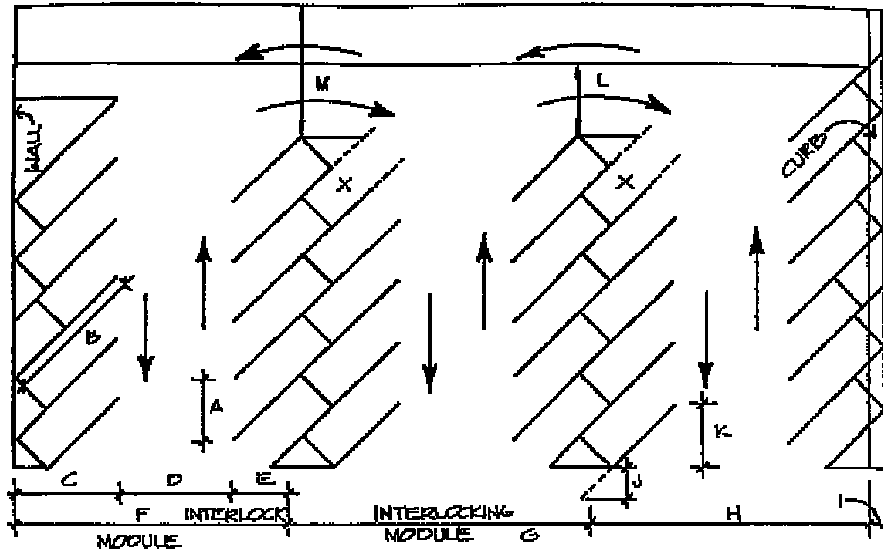 M
L
WALL
CURB
X
X
B
A
K
J
C
D
E
F
INTERLOCK
MODULE
INTERLOCKING
MODULE
G
H
I